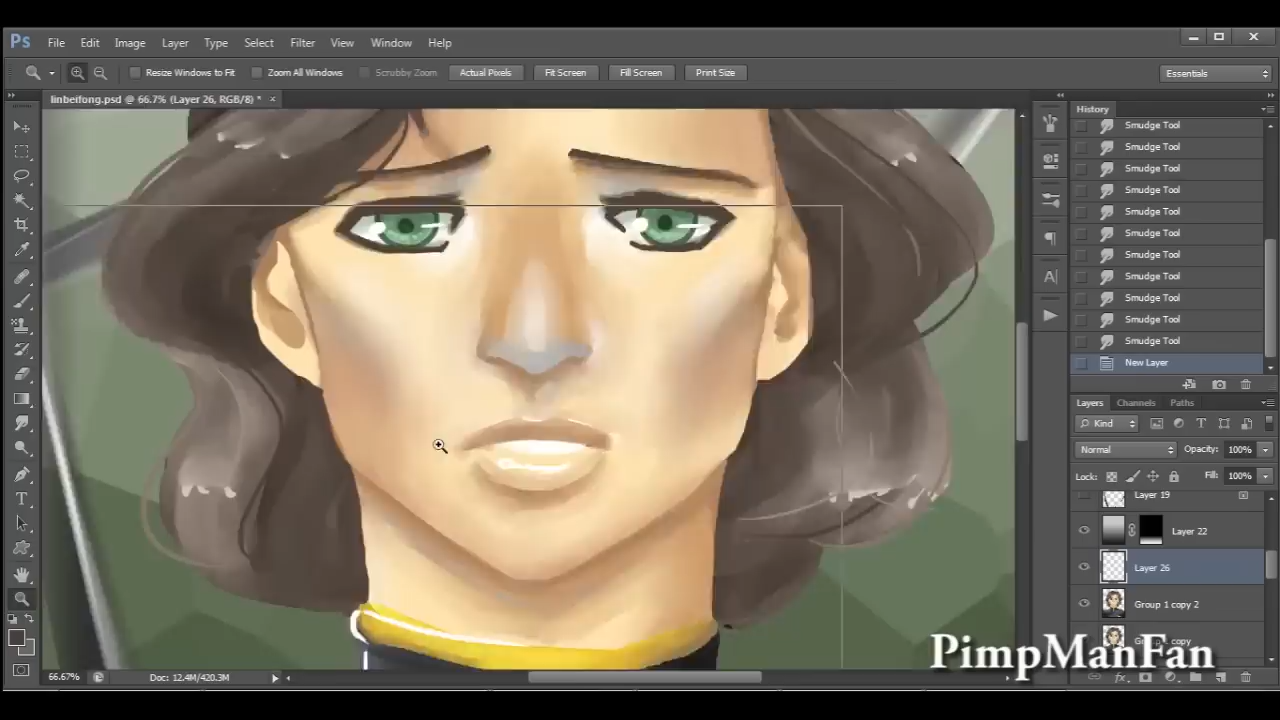 Ps File Edit Image Layer Type Select Filter View Window Help
Resize Windows to Fit Zoom All Windows Scrubby Zoom Actual Pixels Fit Screen Fill Screen Print Size Essentials
linbeifong.psd @ 66.7% (Layer 26, RGB/8) * ×
History
Smudge Tool
Smudge Tool
Smudge Tool
Smudge Tool
Smudge Tool
Smudge Tool
Smudge Tool
Smudge Tool
Smudge Tool
Smudge Tool
Smudge Tool
New Layer
Layers Channels Paths
Kind
Normal Opacity: 100%
Lock: Fill: 100%
Layer 19
Layer 22
Layer 26
Group 1 copy 2
PimpManFan
66.67% Doc: 12.4M/420.3M